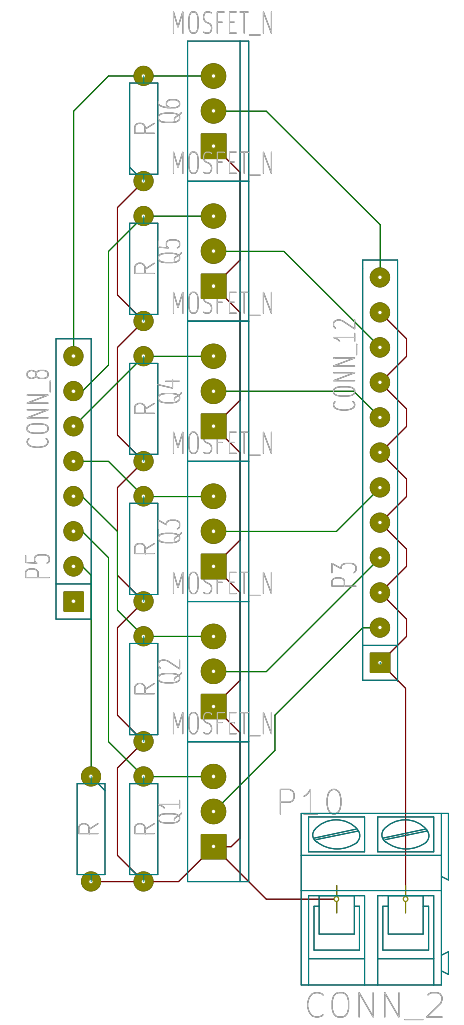 MOSFET_N
R
Q6
MOSFET_N
R
Q5
MOSFET_N
CONN_8
R
Q4
CONN_12
MOSFET_N
P5
R
Q3
P3
MOSFET_N
R
Q2
MOSFET_N
P10
R
R
Q1
CONN_2